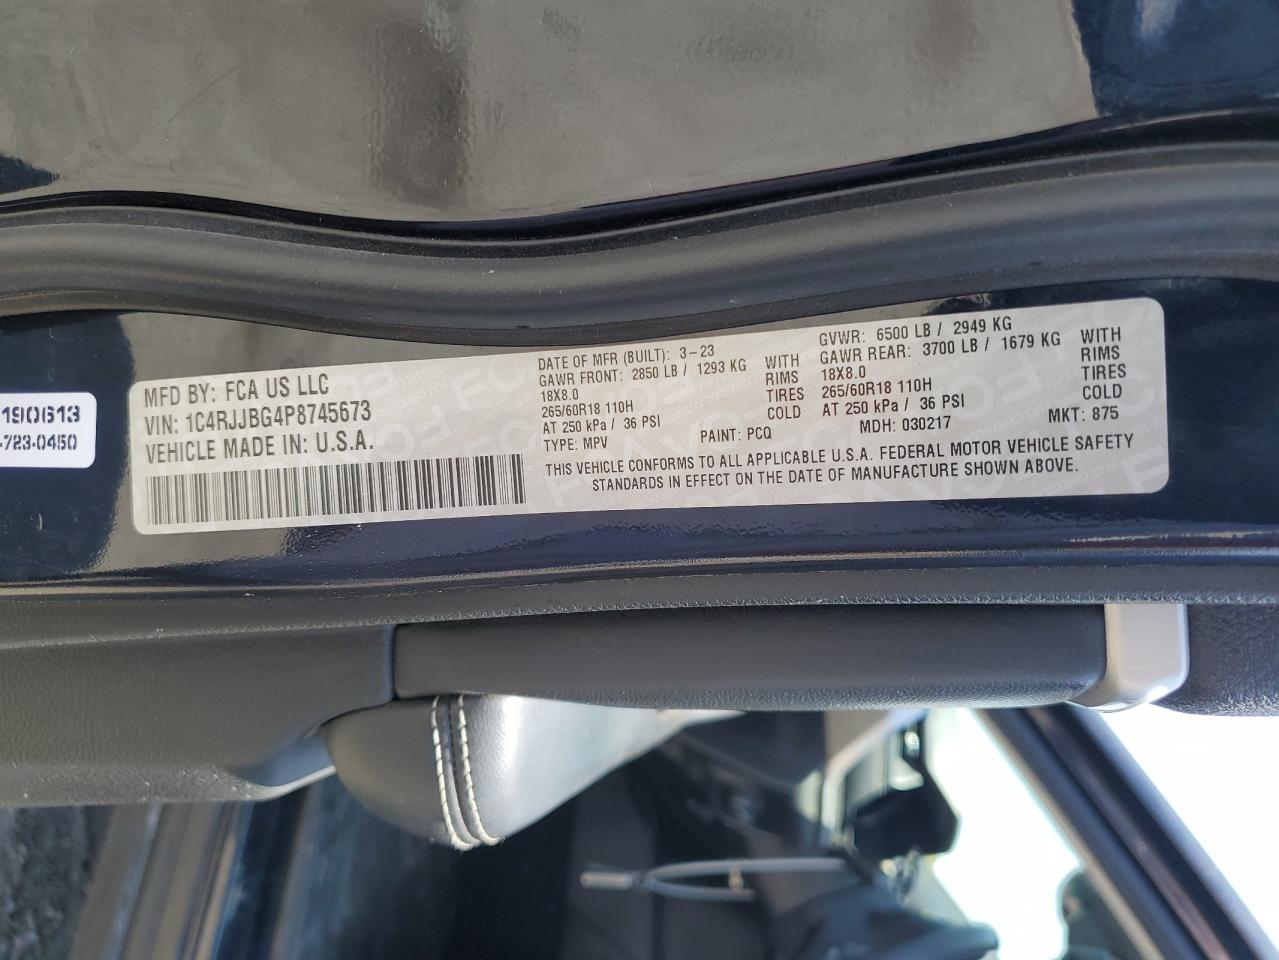 190613
-723-0450
MFD BY: FCA US LLC
VIN: 1C4RJJBG4P8745673
VEHICLE MADE IN: U.S.A.
DATE OF MFR (BUILT): 3-23
GAWR FRONT: 2850 LB / 1293 KG WITH
18X8.0 RIMS
265/60R18 110H TIRES
AT 250 kPa / 36 PSI COLD
TYPE: MPV PAINT: PCQ
GVWR: 6500 LB / 2949 KG
GAWR REAR: 3700 LB / 1679 KG WITH
18X8.0 RIMS
265/60R18 110H TIRES
AT 250 kPa / 36 PSI COLD
MDH: 030217 MKT: 875
THIS VEHICLE CONFORMS TO ALL APPLICABLE U.S.A. FEDERAL MOTOR VEHICLE SAFETY
STANDARDS IN EFFECT ON THE DATE OF MANUFACTURE SHOWN ABOVE.